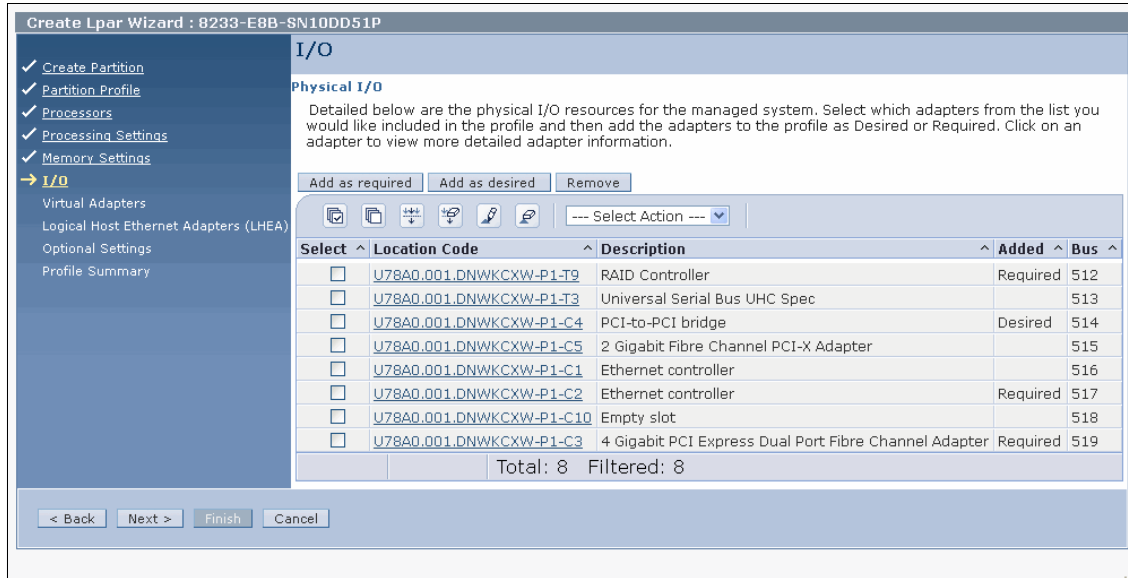 Create Lpar Wizard : 8233-E8B-SN10DD51P
Create Partition
Partition Profile
Processors
Processing Settings
Memory Settings
I/O
Virtual Adapters
Logical Host Ethernet Adapters (LHEA)
Optional Settings
Profile Summary
I/O
Physical I/O
Detailed below are the physical I/O resources for the managed system. Select which adapters from the list you
would like included in the profile and then add the adapters to the profile as Desired or Required. Click on an
adapter to view more detailed adapter information.
Add as required Add as desired Remove
--- Select Action ---
Select ^ Location Code ^ Description ^ Added ^ Bus ^
U78A0.001.DNWKCXW-P1-T9 RAID Controller Required 512
U78A0.001.DNWKCXW-P1-T3 Universal Serial Bus UHC Spec 513
U78A0.001.DNWKCXW-P1-C4 PCI-to-PCI bridge Desired 514
U78A0.001.DNWKCXW-P1-C5 2 Gigabit Fibre Channel PCI-X Adapter 515
U78A0.001.DNWKCXW-P1-C1 Ethernet controller 516
U78A0.001.DNWKCXW-P1-C2 Ethernet controller Required 517
U78A0.001.DNWKCXW-P1-C10 Empty slot 518
U78A0.001.DNWKCXW-P1-C3 4 Gigabit PCI Express Dual Port Fibre Channel Adapter Required 519
Total: 8 Filtered: 8
< Back Next > Finish Cancel